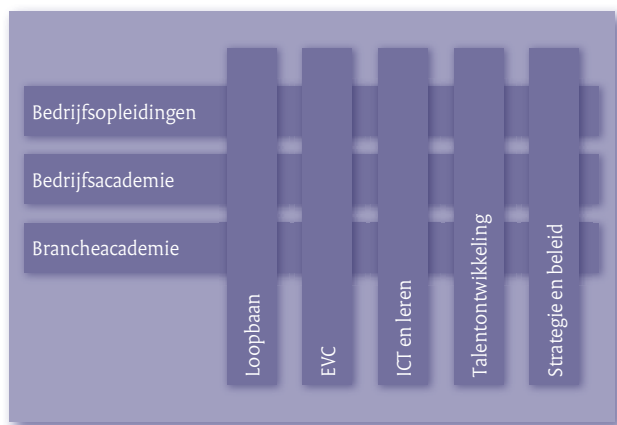 Bedrijfsopleidingen
Bedrijfsacademie
Brancheacademie
Loopbaan
EVC
ICT en leren
Talentontwikkeling
Strategie en beleid